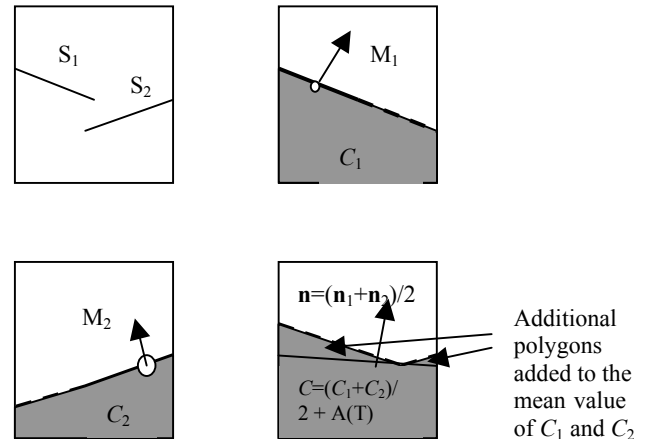 S₁
S₂
M₁
C₁
M₂
C₂
n=(n₁+n₂)/2
C=(C₁+C₂)/
2 + A(T)
Additional
polygons
added to the
mean value
of C₁ and C₂